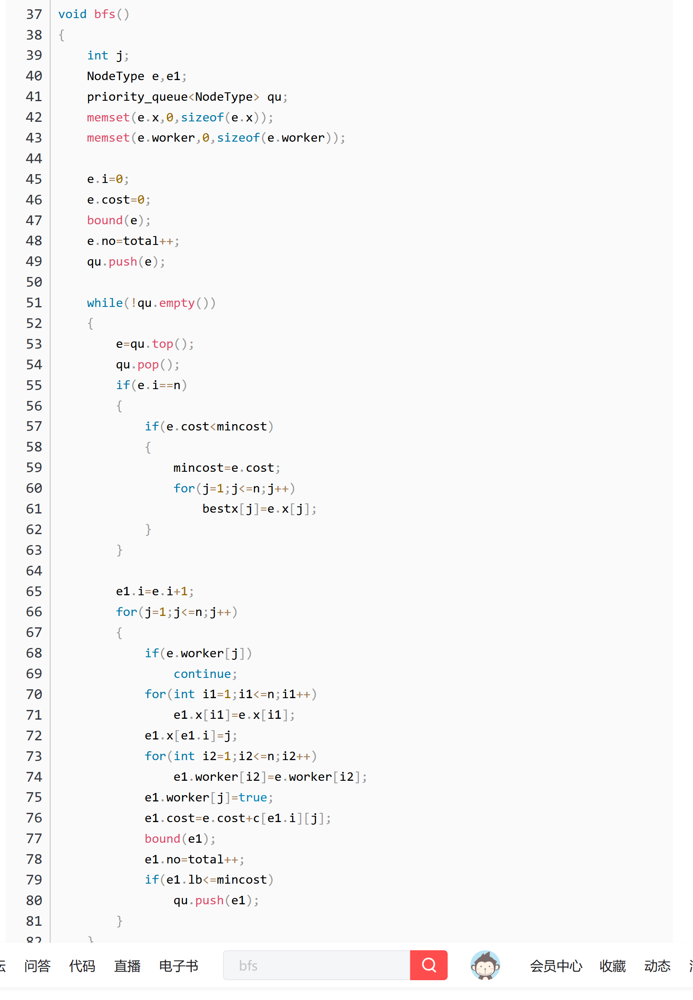 37 void bfs()
38 {
39 int j;
40 NodeType e,e1;
41 priority_queue<NodeType> qu;
42 memset(e.x,0,sizeof(e.x));
43 memset(e.worker,0,sizeof(e.worker));
44
45 e.i=0;
46 e.cost=0;
47 bound(e);
48 e.no=total++;
49 qu.push(e);
50
51 while(!qu.empty())
52 {
53 e=qu.top();
54 qu.pop();
55 if(e.i==n)
56 {
57 if(e.cost<mincost)
58 {
59 mincost=e.cost;
60 for(j=1;j<=n;j++)
61 bestx[j]=e.x[j];
62 }
63 }
64
65 e1.i=e.i+1;
66 for(j=1;j<=n;j++)
67 {
68 if(e.worker[j])
69 continue;
70 for(int i1=1;i1<=n;i1++)
71 e1.x[i1]=e.x[i1];
72 e1.x[e1.i]=j;
73 for(int i2=1;i2<=n;i2++)
74 e1.worker[i2]=e.worker[i2];
75 e1.worker[j]=true;
76 e1.cost=e.cost+c[e1.i][j];
77 bound(e1);
78 e1.no=total++;
79 if(e1.lb<=mincost)
80 qu.push(e1);
81 }
82 }
问答 代码 直播 电子书 bfs 会员中心 收藏 动态